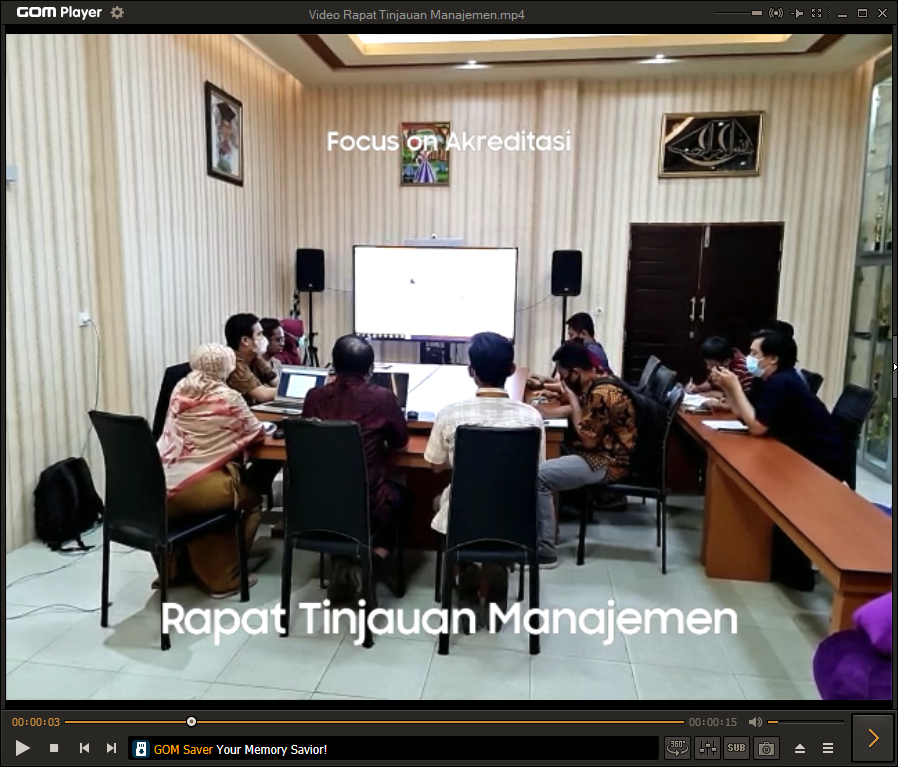 GOM Player
Video Rapat Tinjauan Manajemen.mp4
Focus on Akreditasi
Rapat Tinjauan Manajemen
00:00:03
00:00:15
GOM Saver Your Memory Savior!
360°
SUB